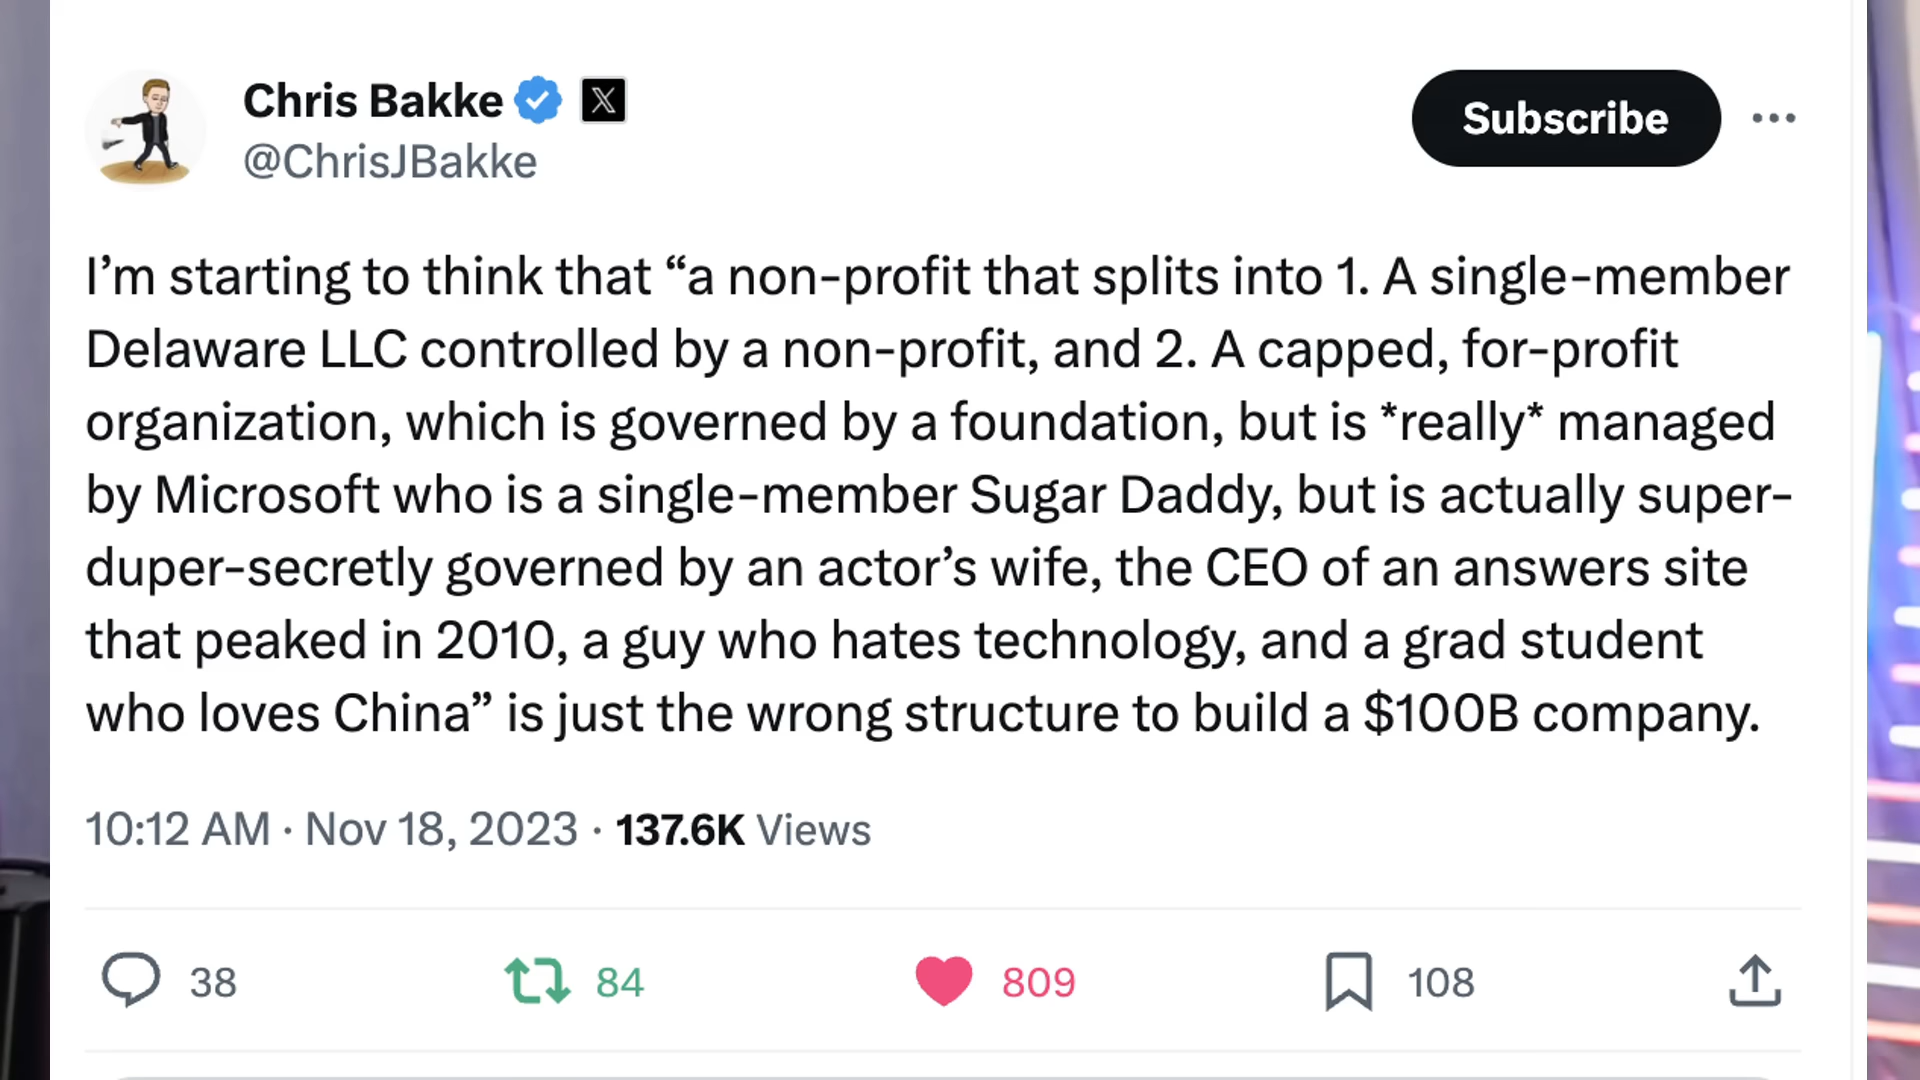 Chris Bakke
@ChrisJBakke
Subscribe
I’m starting to think that “a non-profit that splits into 1. A single-member
Delaware LLC controlled by a non-profit, and 2. A capped, for-profit
organization, which is governed by a foundation, but is *really* managed
by Microsoft who is a single-member Sugar Daddy, but is actually super-
duper-secretly governed by an actor’s wife, the CEO of an answers site
that peaked in 2010, a guy who hates technology, and a grad student
who loves China” is just the wrong structure to build a $100B company.
10:12 AM · Nov 18, 2023 · 137.6K Views
38 84 809 108